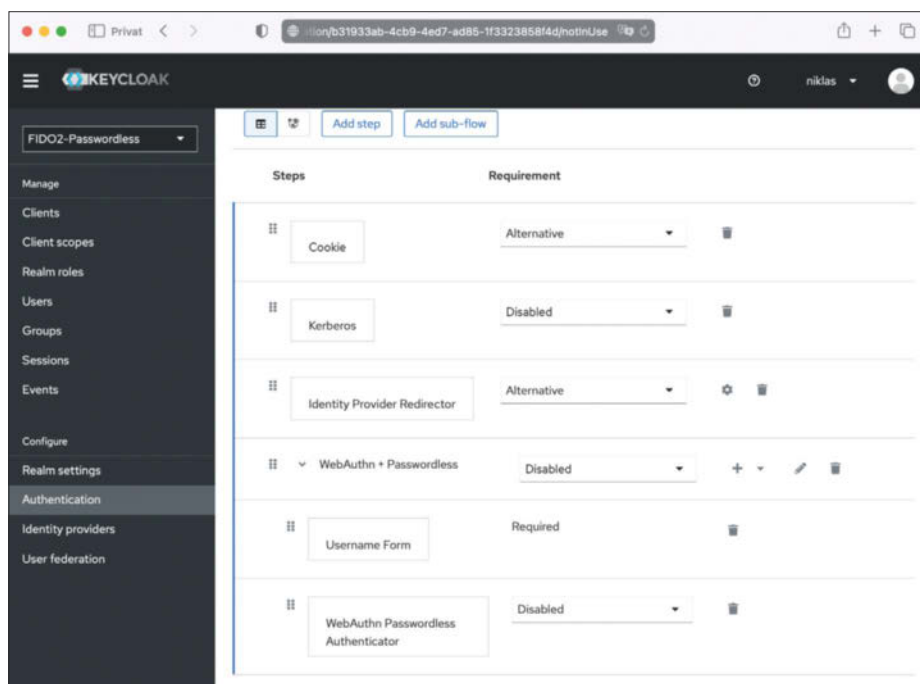 Privat
tion/b31933ab-4cb9-4ed7-ad85-1f3323858f4d/notInUse
KEYCLOAK
niklas
FIDO2-Passwordless
Add step
Add sub-flow
Manage
Clients
Client scopes
Realm roles
Users
Groups
Sessions
Events
Configure
Realm settings
Authentication
Identity providers
User federation
Steps
Requirement
Cookie
Alternative
Kerberos
Disabled
Identity Provider Redirector
Alternative
WebAuthn + Passwordless
Disabled
Username Form
Required
WebAuthn Passwordless
Authenticator
Disabled